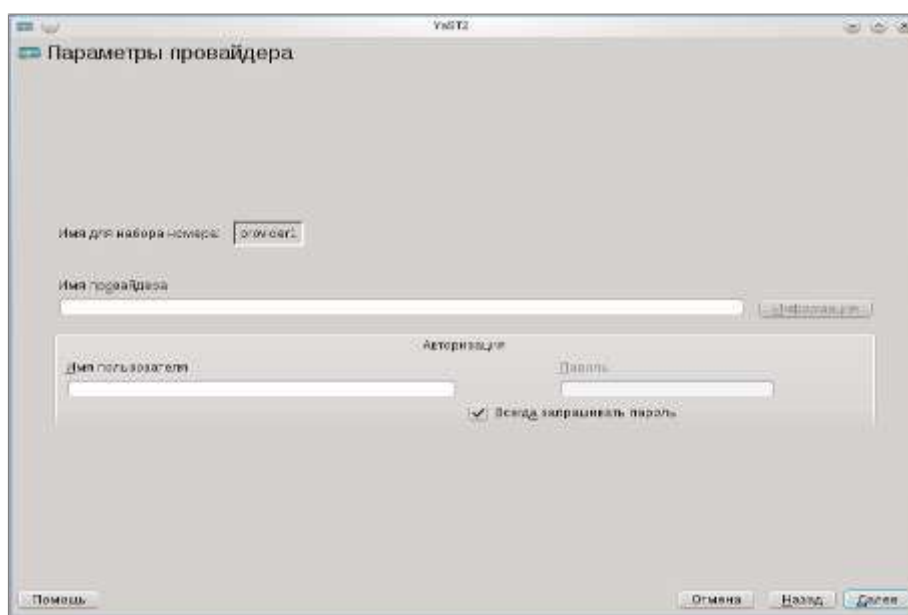 YaST2
Параметры провайдера
Имя для набора номера: provider1
Имя провайдера
Информация
Авторизация
Имя пользователя
Пароль
Всегда запрашивать пароль
Помощь
Отмена
Назад
Далее